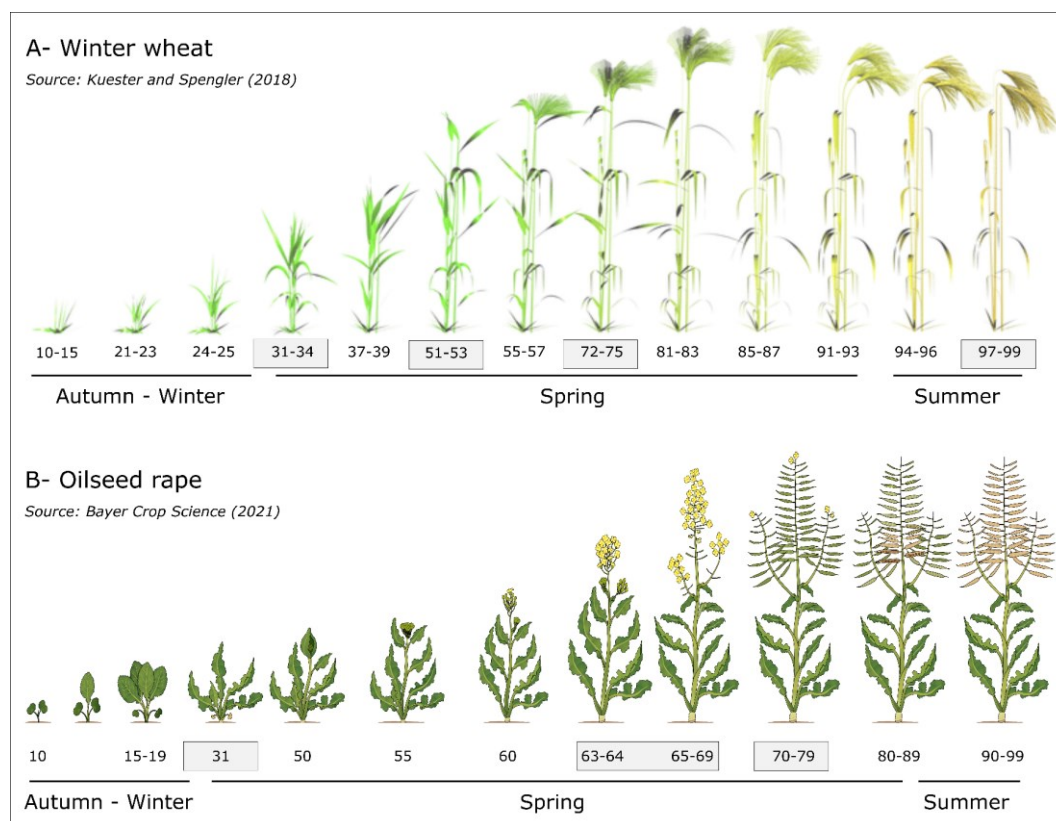 A- Winter wheat
Source: Kuester and Spengler (2018)
10-15 21-23 24-25 31-34 37-39 51-53 55-57 72-75 81-83 85-87 91-93 94-96 97-99
Autumn - Winter Spring Summer
B- Oilseed rape
Source: Bayer Crop Science (2021)
10 15-19 31 50 55 60 63-64 65-69 70-79 80-89 90-99
Autumn - Winter Spring Summer